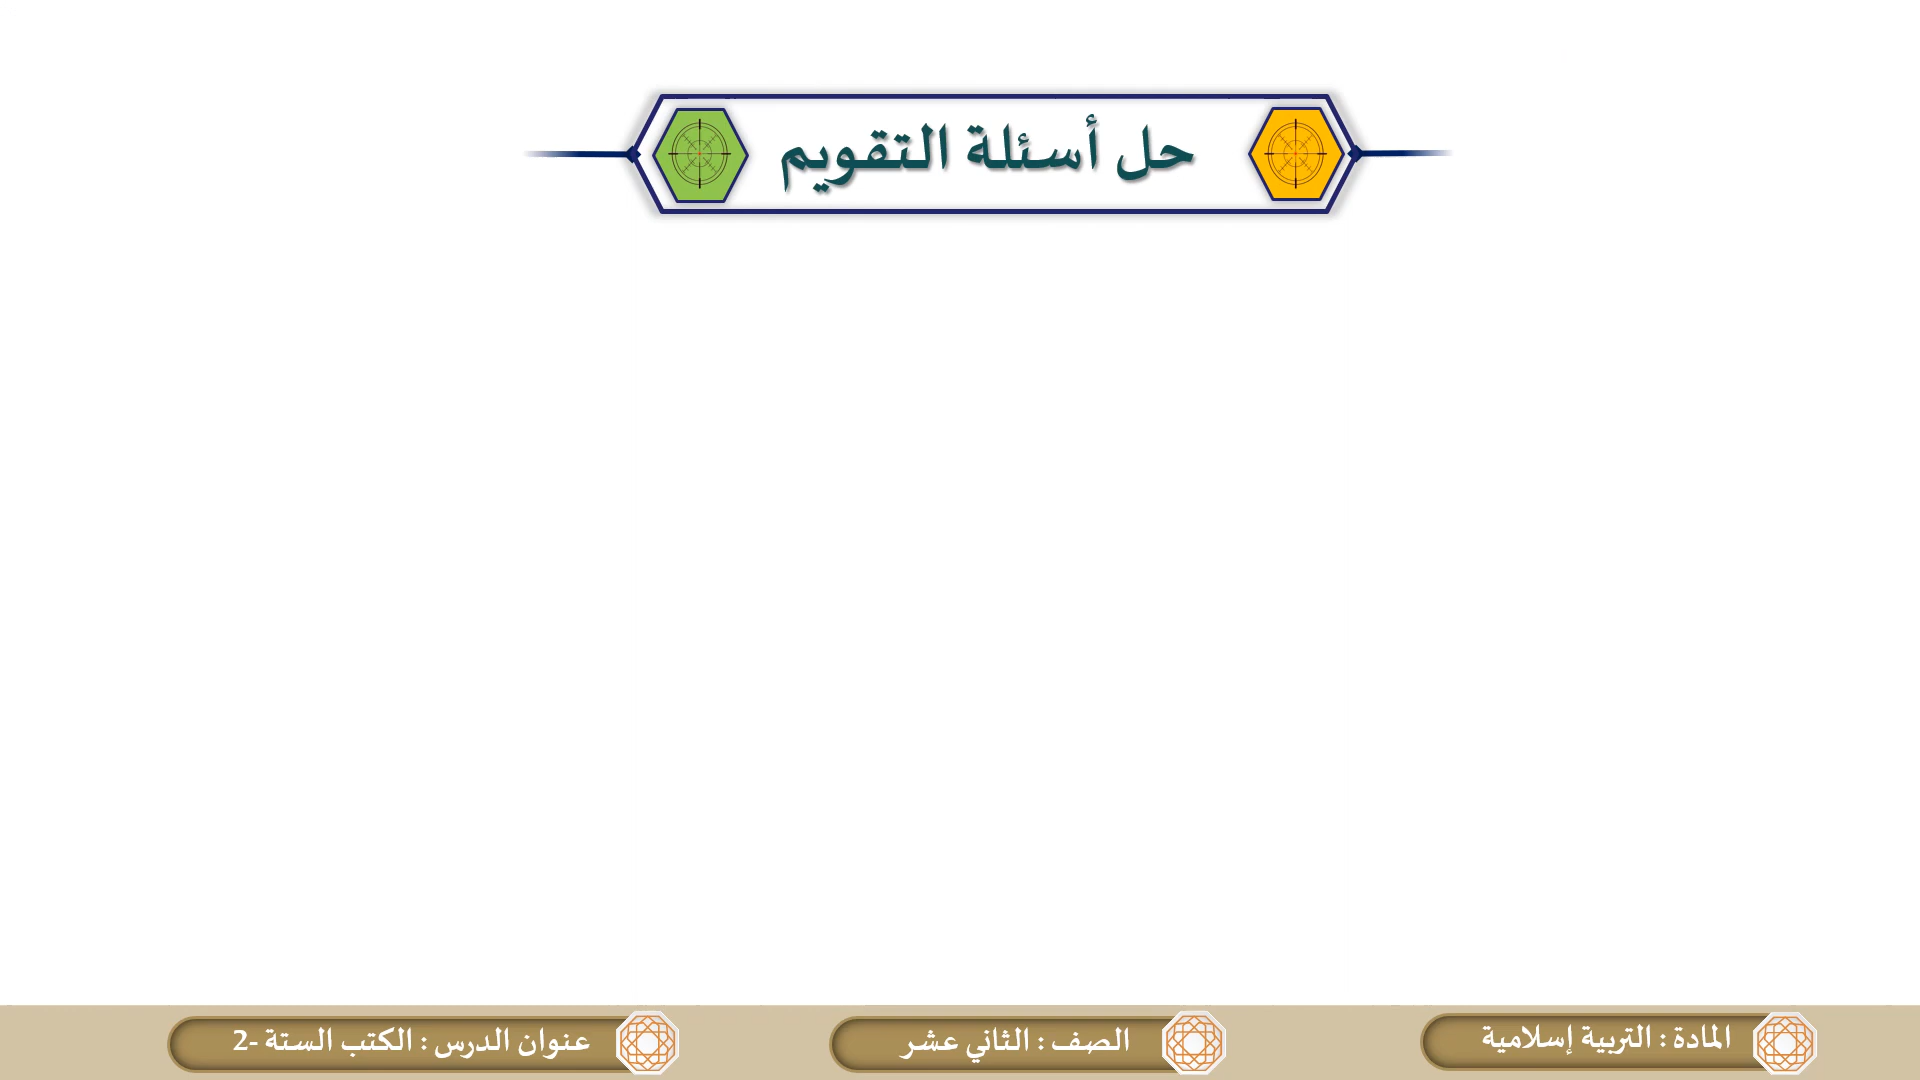 حل أسئلة التقويم
المادة : التربية إسلامية
الصف : الثاني عشر
عنوان الدرس : الكتب الستة -2